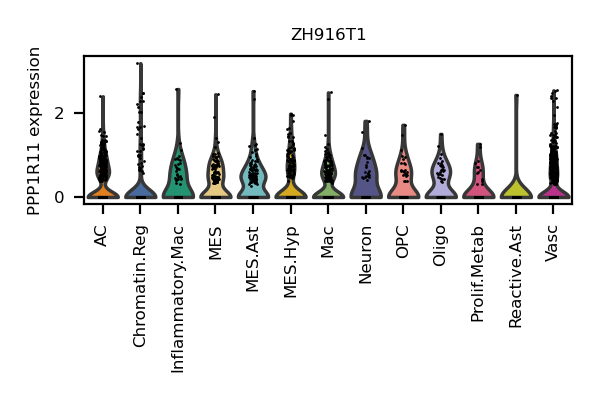 ZH916T1
PPP1R11 expression
2
0
AC
Chromatin.Reg
Inflammatory.Mac
MES
MES.Ast
MES.Hyp
Mac
Neuron
OPC
Oligo
Prolif.Metab
Reactive.Ast
Vasc